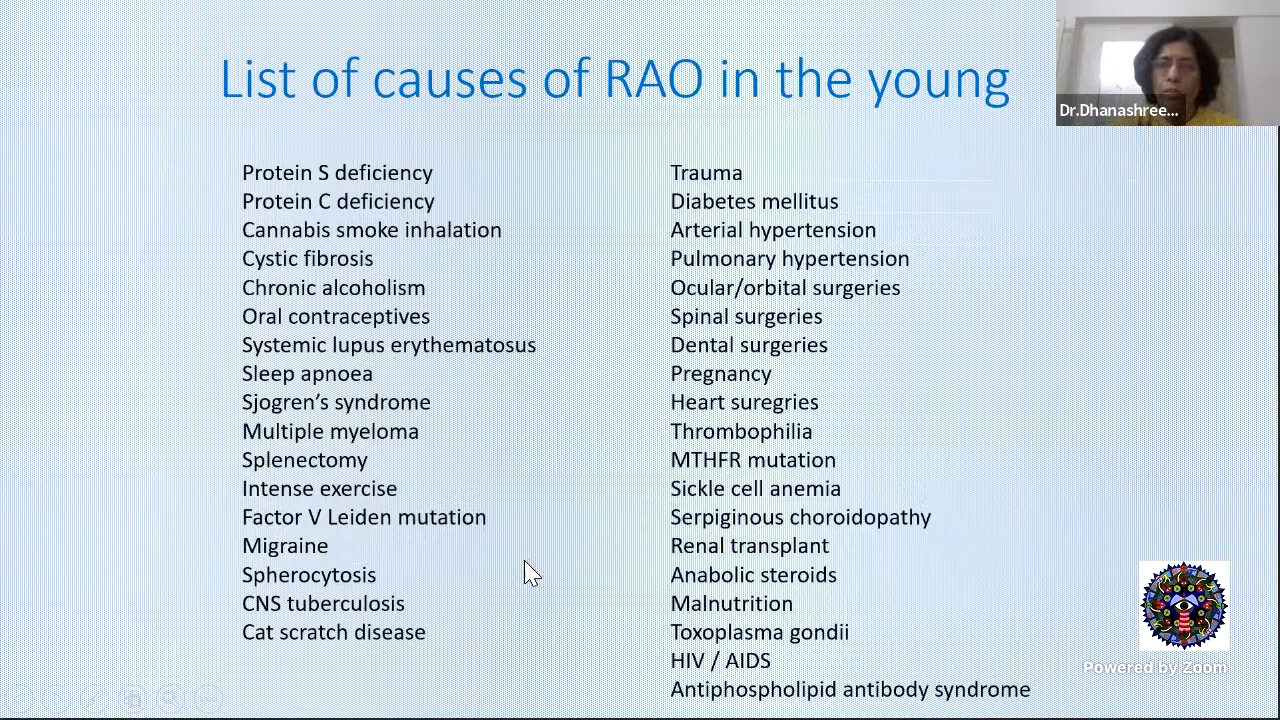 List of causes of RAO in the young
Dr.Dhanashree...
Protein S deficiency
Protein C deficiency
Cannabis smoke inhalation
Cystic fibrosis
Chronic alcoholism
Oral contraceptives
Systemic lupus erythematosus
Sleep apnoea
Sjogren’s syndrome
Multiple myeloma
Splenectomy
Intense exercise
Factor V Leiden mutation
Migraine
Spherocytosis
CNS tuberculosis
Cat scratch disease
Trauma
Diabetes mellitus
Arterial hypertension
Pulmonary hypertension
Ocular/orbital surgeries
Spinal surgeries
Dental surgeries
Pregnancy
Heart suregries
Thrombophilia
MTHFR mutation
Sickle cell anemia
Serpiginous choroidopathy
Renal transplant
Anabolic steroids
Malnutrition
Toxoplasma gondii
HIV / AIDS
Antiphospholipid antibody syndrome
Powered by Zoom